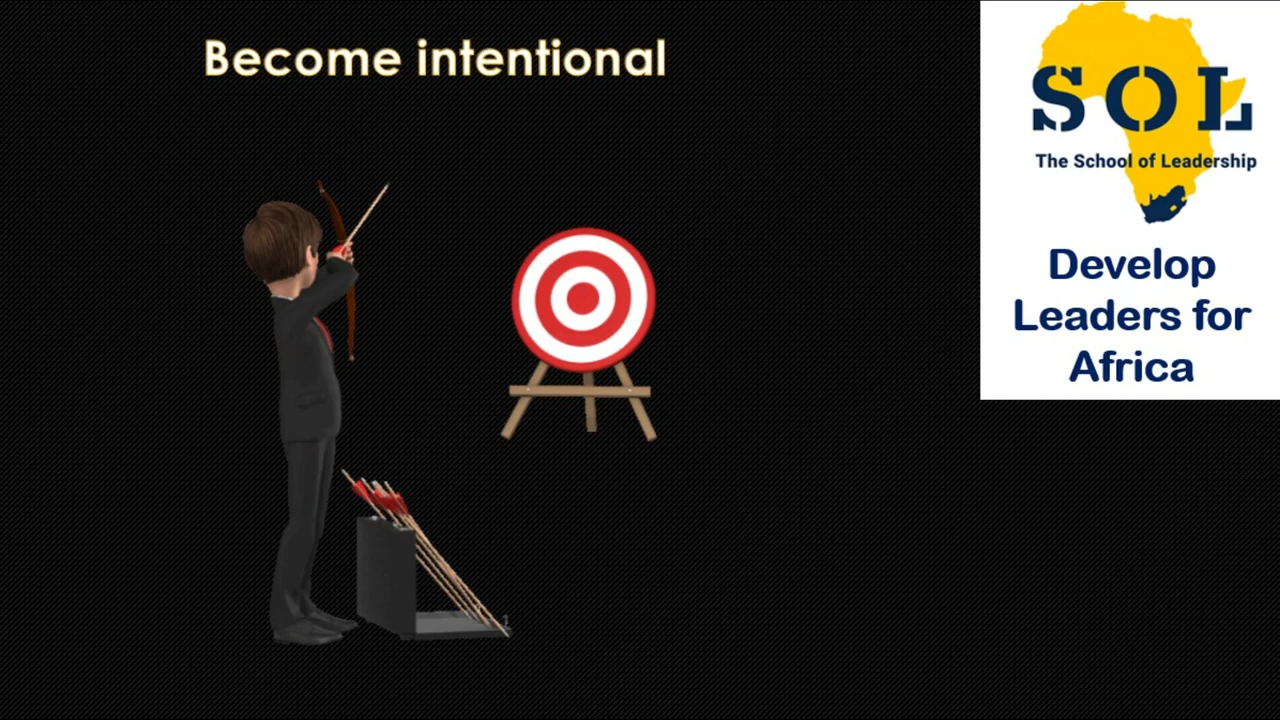 Become intentional
SOL
The School of Leadership
Develop
Leaders for
Africa